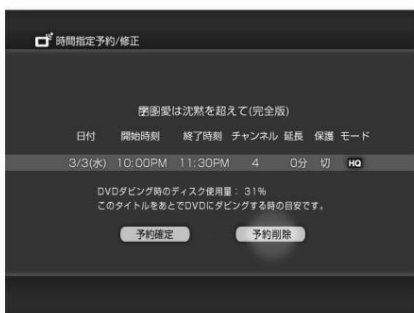 時間指定予約/修正
愛は沈黙を超えて(完全版)
日付 開始時刻 終了時刻 チャンネル 延長 保護 モード
3/3(水) 10:00PM 11:30PM 4 0分 切 HQ
DVDダビング時のディスク使用量: 31%
このタイトルをあとでDVDにダビングする時の目安です。
予約確定 予約削除